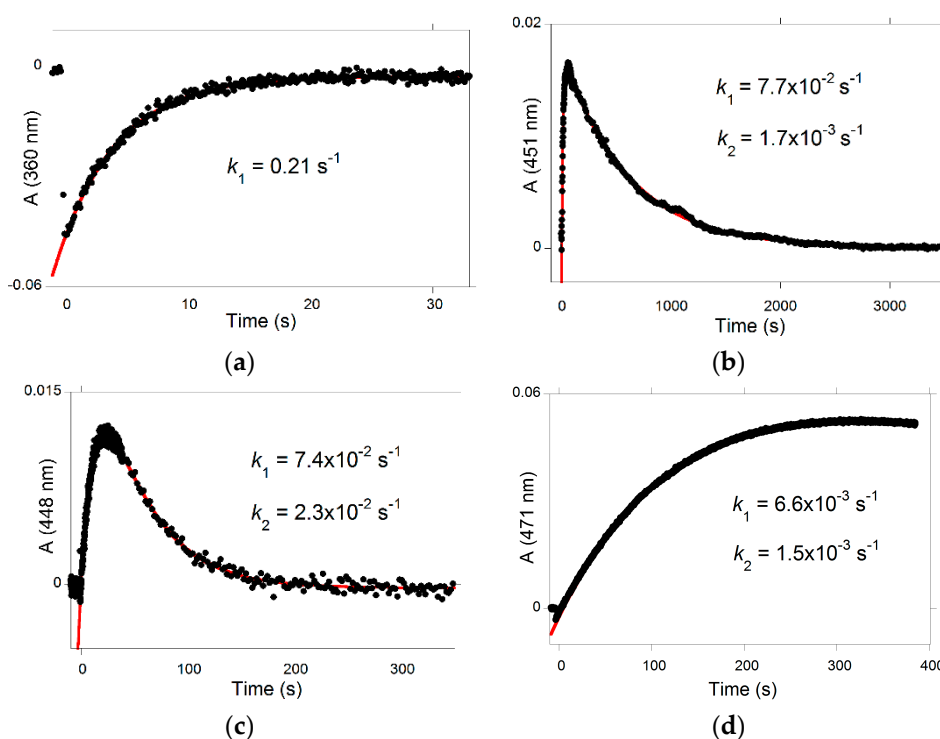 0
A (360 nm)
k₁ = 0.21 s⁻¹
-0.06
0 10 20 30
Time (s)
(a)
0.02
A (451 nm)
k₁ = 7.7x10⁻² s⁻¹
k₂ = 1.7x10⁻³ s⁻¹
0
0 1000 2000 3000
Time (s)
(b)
0.015
A (448 nm)
k₁ = 7.4x10⁻² s⁻¹
k₂ = 2.3x10⁻² s⁻¹
0
0 100 200 300
Time (s)
(c)
0.06
A (471 nm)
k₁ = 6.6x10⁻³ s⁻¹
k₂ = 1.5x10⁻³ s⁻¹
0
0 100 200 300 400
Time (s)
(d)